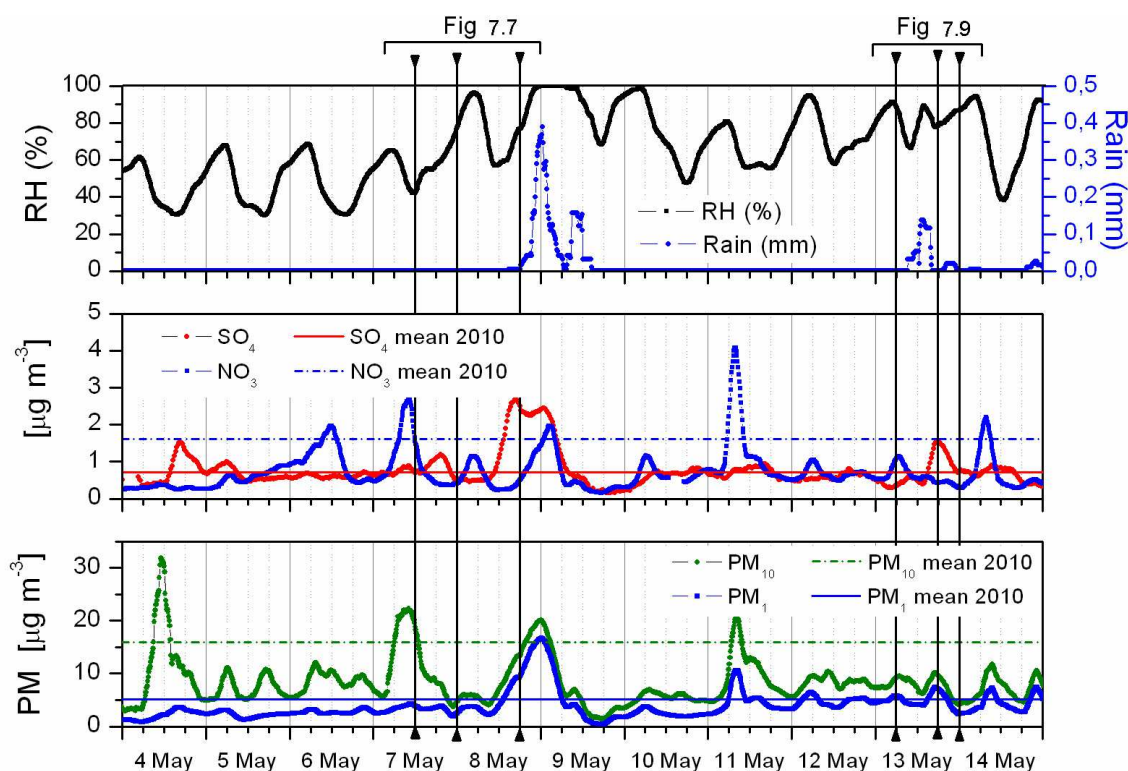 Fig 7.7 Fig 7.9
100 0,5
80 0,4
60 0,3
40 0,2
20 0,1
0 0,0
RH (%)
Rain (mm)
RH (%)
Rain (mm)
5
4
3
2
1
0
[µg m⁻³]
SO₄ SO₄ mean 2010
NO₃ NO₃ mean 2010
30
20
10
0
PM [µg m⁻³]
PM₁₀ PM₁₀ mean 2010
PM₁ PM₁ mean 2010
4 May 5 May 6 May 7 May 8 May 9 May 10 May 11 May 12 May 13 May 14 May